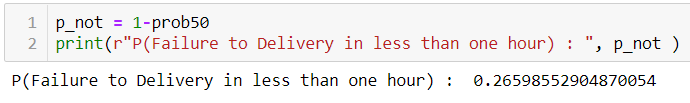 1 p_not = 1-prob50
2 print(r"P(Failure to Delivery in less than one hour) : ", p_not )
P(Failure to Delivery in less than one hour) :  0.26598552904870054